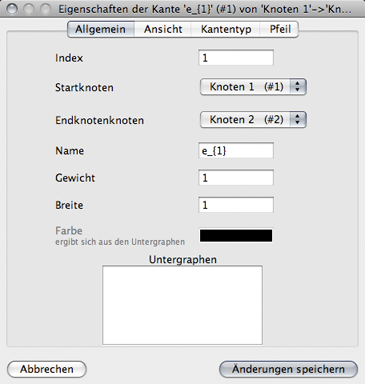 Eigenschaften der Kante 'e_{1}' (#1) von 'Knoten 1'->'Kn...
Allgemein Ansicht Kantentyp Pfeil
Index 1
Startknoten Knoten 1 (#1)
Endknotenknoten Knoten 2 (#2)
Name e_{1}
Gewicht 1
Breite 1
Farbe
ergibt sich aus den Untergraphen
Untergraphen
Abbrechen Änderungen speichern